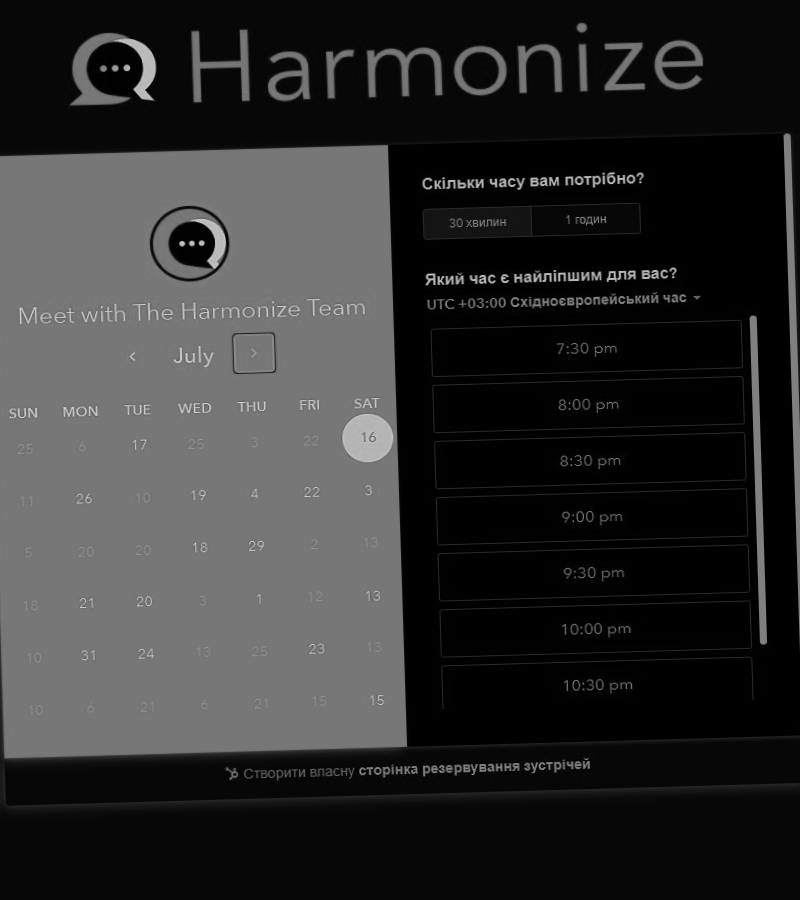 Harmonize
Meet with The Harmonize Team
July
SUN MON TUE WED THU FRI SAT
25 6 17 25 3 22 16
11 26 10 19 4 22 3
5 20 20 18 29 2 13
18 21 20 3 1 12 13
10 31 24 13 25 23 13
10 6 21 6 21 15 15
Скільки часу вам потрібно?
30 хвилин 1 годин
Який час є найліпшим для вас?
UTC +03:00 Східноєвропейський час
7:30 pm
8:00 pm
8:30 pm
9:00 pm
9:30 pm
10:00 pm
10:30 pm
Створити власну сторінка резервування зустрічей